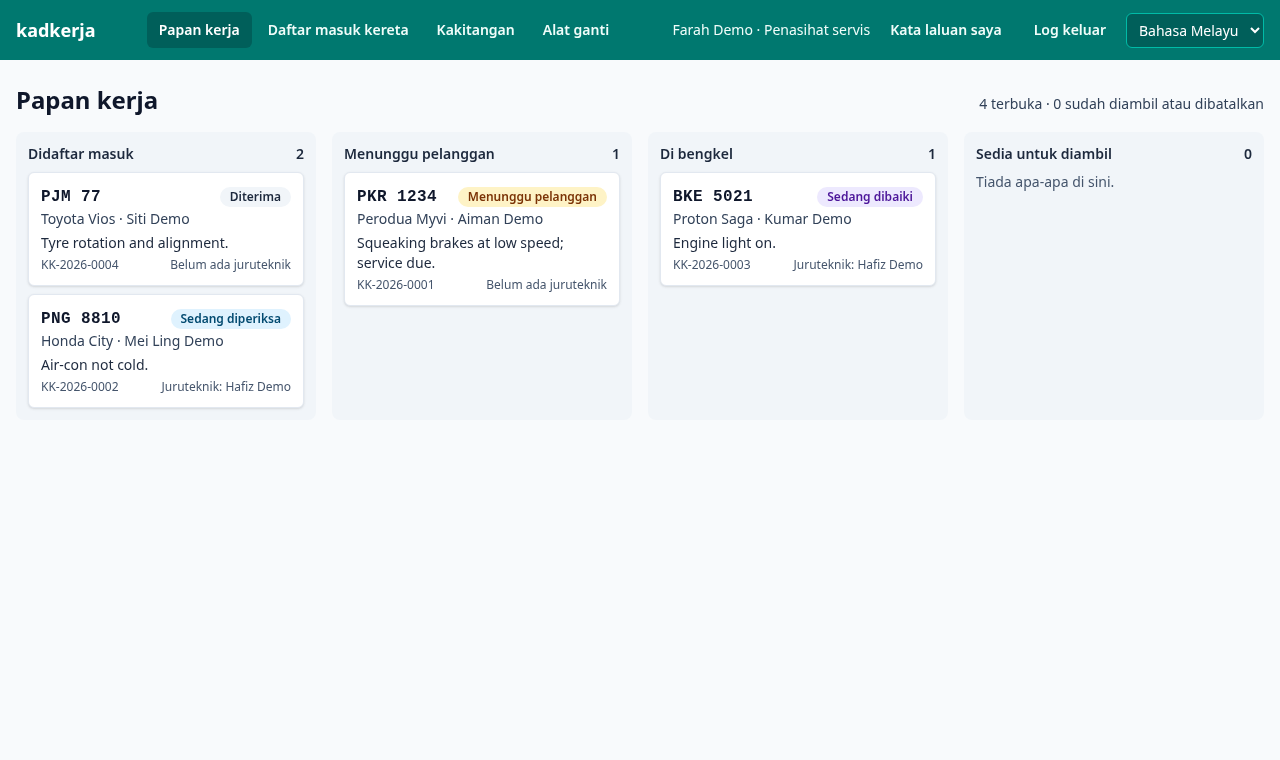 kadkerja
Papan kerja
Daftar masuk kereta
Kakitangan
Alat ganti
Farah Demo · Penasihat servis
Kata laluan saya
Log keluar
Bahasa Melayu
Papan kerja
4 terbuka · 0 sudah diambil atau dibatalkan
Didaftar masuk 2
PJM 77 Diterima
Toyota Vios · Siti Demo
Tyre rotation and alignment.
KK-2026-0004 Belum ada juruteknik
PNG 8810 Sedang diperiksa
Honda City · Mei Ling Demo
Air-con not cold.
KK-2026-0002 Juruteknik: Hafiz Demo
Menunggu pelanggan 1
PKR 1234 Menunggu pelanggan
Perodua Myvi · Aiman Demo
Squeaking brakes at low speed;
service due.
KK-2026-0001 Belum ada juruteknik
Di bengkel 1
BKE 5021 Sedang dibaiki
Proton Saga · Kumar Demo
Engine light on.
KK-2026-0003 Juruteknik: Hafiz Demo
Sedia untuk diambil 0
Tiada apa-apa di sini.